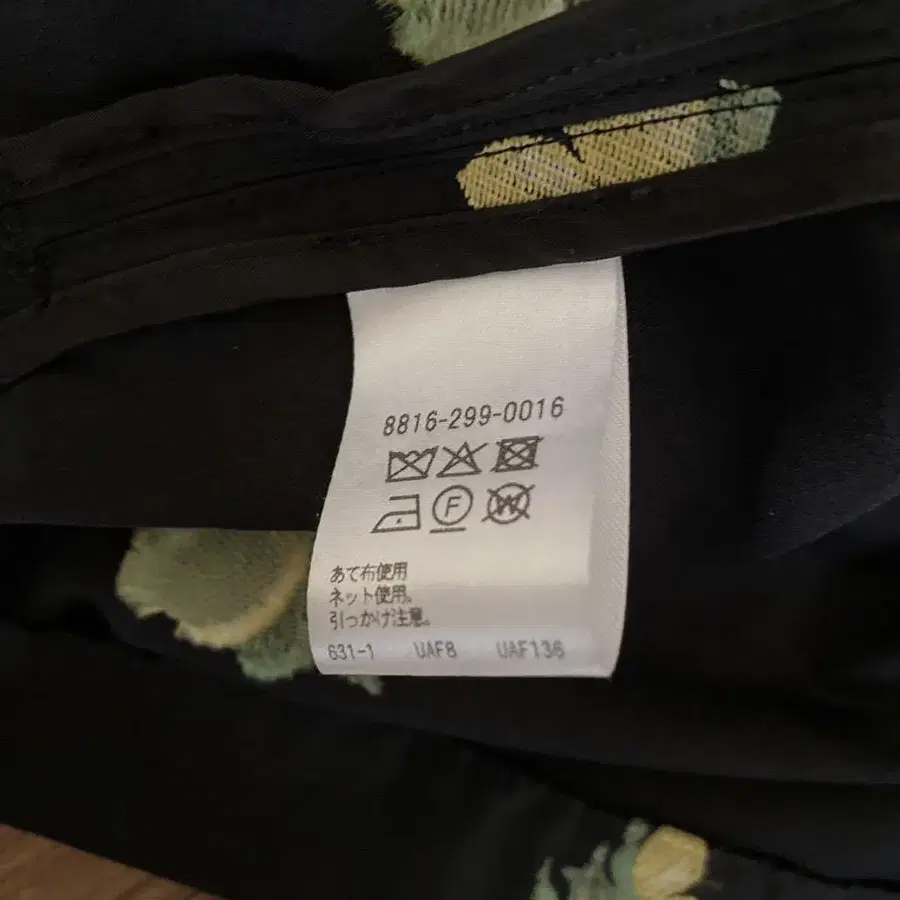 8816-299-0016
F W
あて布使用
ネット使用。
引っかけ注意。
631-1 UAF8 UAF136